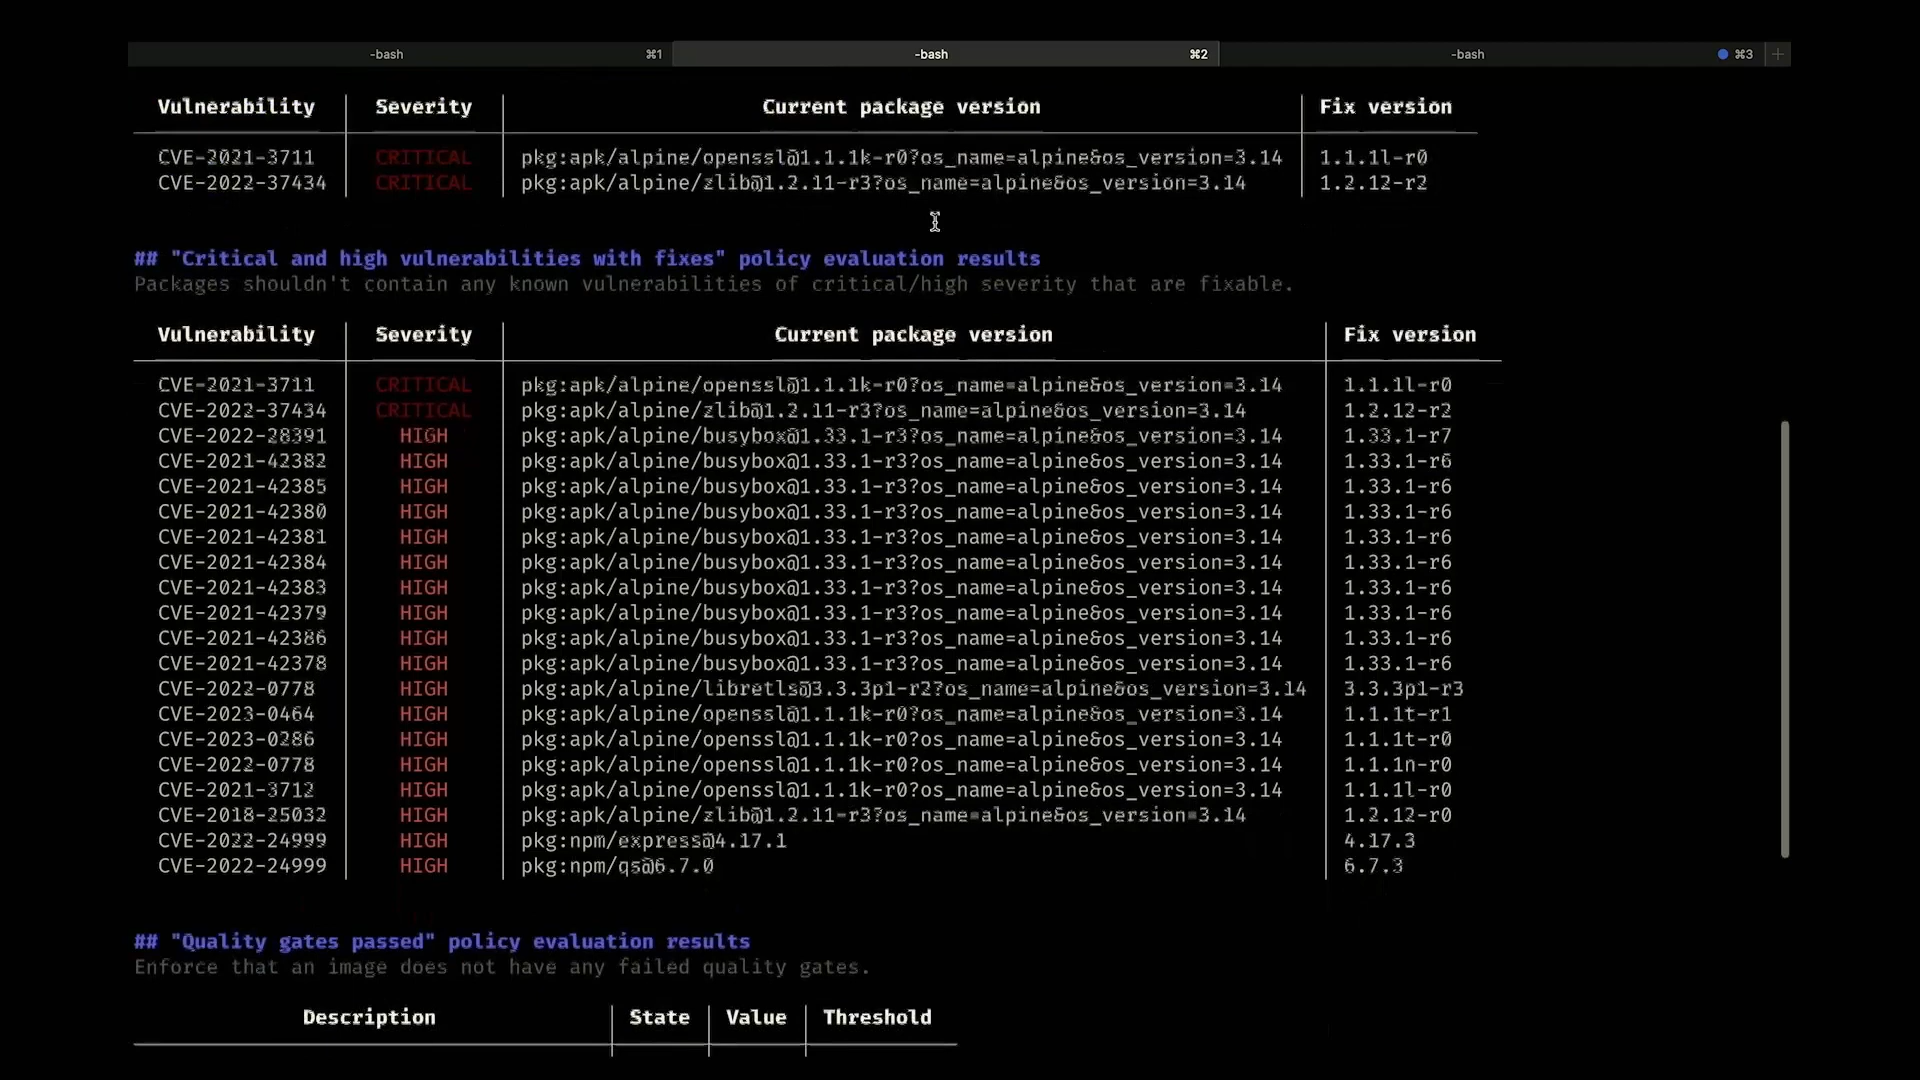 -bash ⌘1 -bash ⌘2 -bash ⌘3 +
Vulnerability Severity Current package version Fix version
CVE-2021-3711 CRITICAL pkg:apk/alpine/openssl@1.1.1k-r0?os_name=alpine&os_version=3.14 1.1.1l-r0
CVE-2022-37434 CRITICAL pkg:apk/alpine/zlib@1.2.11-r3?os_name=alpine&os_version=3.14 1.2.12-r2
## "Critical and high vulnerabilities with fixes" policy evaluation results
Packages shouldn't contain any known vulnerabilities of critical/high severity that are fixable.
Vulnerability Severity Current package version Fix version
CVE-2021-3711 CRITICAL pkg:apk/alpine/openssl@1.1.1k-r0?os_name=alpine&os_version=3.14 1.1.1l-r0
CVE-2022-37434 CRITICAL pkg:apk/alpine/zlib@1.2.11-r3?os_name=alpine&os_version=3.14 1.2.12-r2
CVE-2022-28391 HIGH pkg:apk/alpine/busybox@1.33.1-r3?os_name=alpine&os_version=3.14 1.33.1-r7
CVE-2021-42382 HIGH pkg:apk/alpine/busybox@1.33.1-r3?os_name=alpine&os_version=3.14 1.33.1-r6
CVE-2021-42385 HIGH pkg:apk/alpine/busybox@1.33.1-r3?os_name=alpine&os_version=3.14 1.33.1-r6
CVE-2021-42380 HIGH pkg:apk/alpine/busybox@1.33.1-r3?os_name=alpine&os_version=3.14 1.33.1-r6
CVE-2021-42381 HIGH pkg:apk/alpine/busybox@1.33.1-r3?os_name=alpine&os_version=3.14 1.33.1-r6
CVE-2021-42384 HIGH pkg:apk/alpine/busybox@1.33.1-r3?os_name=alpine&os_version=3.14 1.33.1-r6
CVE-2021-42383 HIGH pkg:apk/alpine/busybox@1.33.1-r3?os_name=alpine&os_version=3.14 1.33.1-r6
CVE-2021-42379 HIGH pkg:apk/alpine/busybox@1.33.1-r3?os_name=alpine&os_version=3.14 1.33.1-r6
CVE-2021-42386 HIGH pkg:apk/alpine/busybox@1.33.1-r3?os_name=alpine&os_version=3.14 1.33.1-r6
CVE-2021-42378 HIGH pkg:apk/alpine/busybox@1.33.1-r3?os_name=alpine&os_version=3.14 1.33.1-r6
CVE-2022-0778 HIGH pkg:apk/alpine/libretls@3.3.3p1-r2?os_name=alpine&os_version=3.14 3.3.3p1-r3
CVE-2023-0464 HIGH pkg:apk/alpine/openssl@1.1.1k-r0?os_name=alpine&os_version=3.14 1.1.1t-r1
CVE-2023-0286 HIGH pkg:apk/alpine/openssl@1.1.1k-r0?os_name=alpine&os_version=3.14 1.1.1t-r0
CVE-2022-0778 HIGH pkg:apk/alpine/openssl@1.1.1k-r0?os_name=alpine&os_version=3.14 1.1.1n-r0
CVE-2021-3712 HIGH pkg:apk/alpine/openssl@1.1.1k-r0?os_name=alpine&os_version=3.14 1.1.1l-r0
CVE-2018-25032 HIGH pkg:apk/alpine/zlib@1.2.11-r3?os_name=alpine&os_version=3.14 1.2.12-r0
CVE-2022-24999 HIGH pkg:npm/express@4.17.1 4.17.3
CVE-2022-24999 HIGH pkg:npm/qs@6.7.0 6.7.3
## "Quality gates passed" policy evaluation results
Enforce that an image does not have any failed quality gates.
Description State Value Threshold